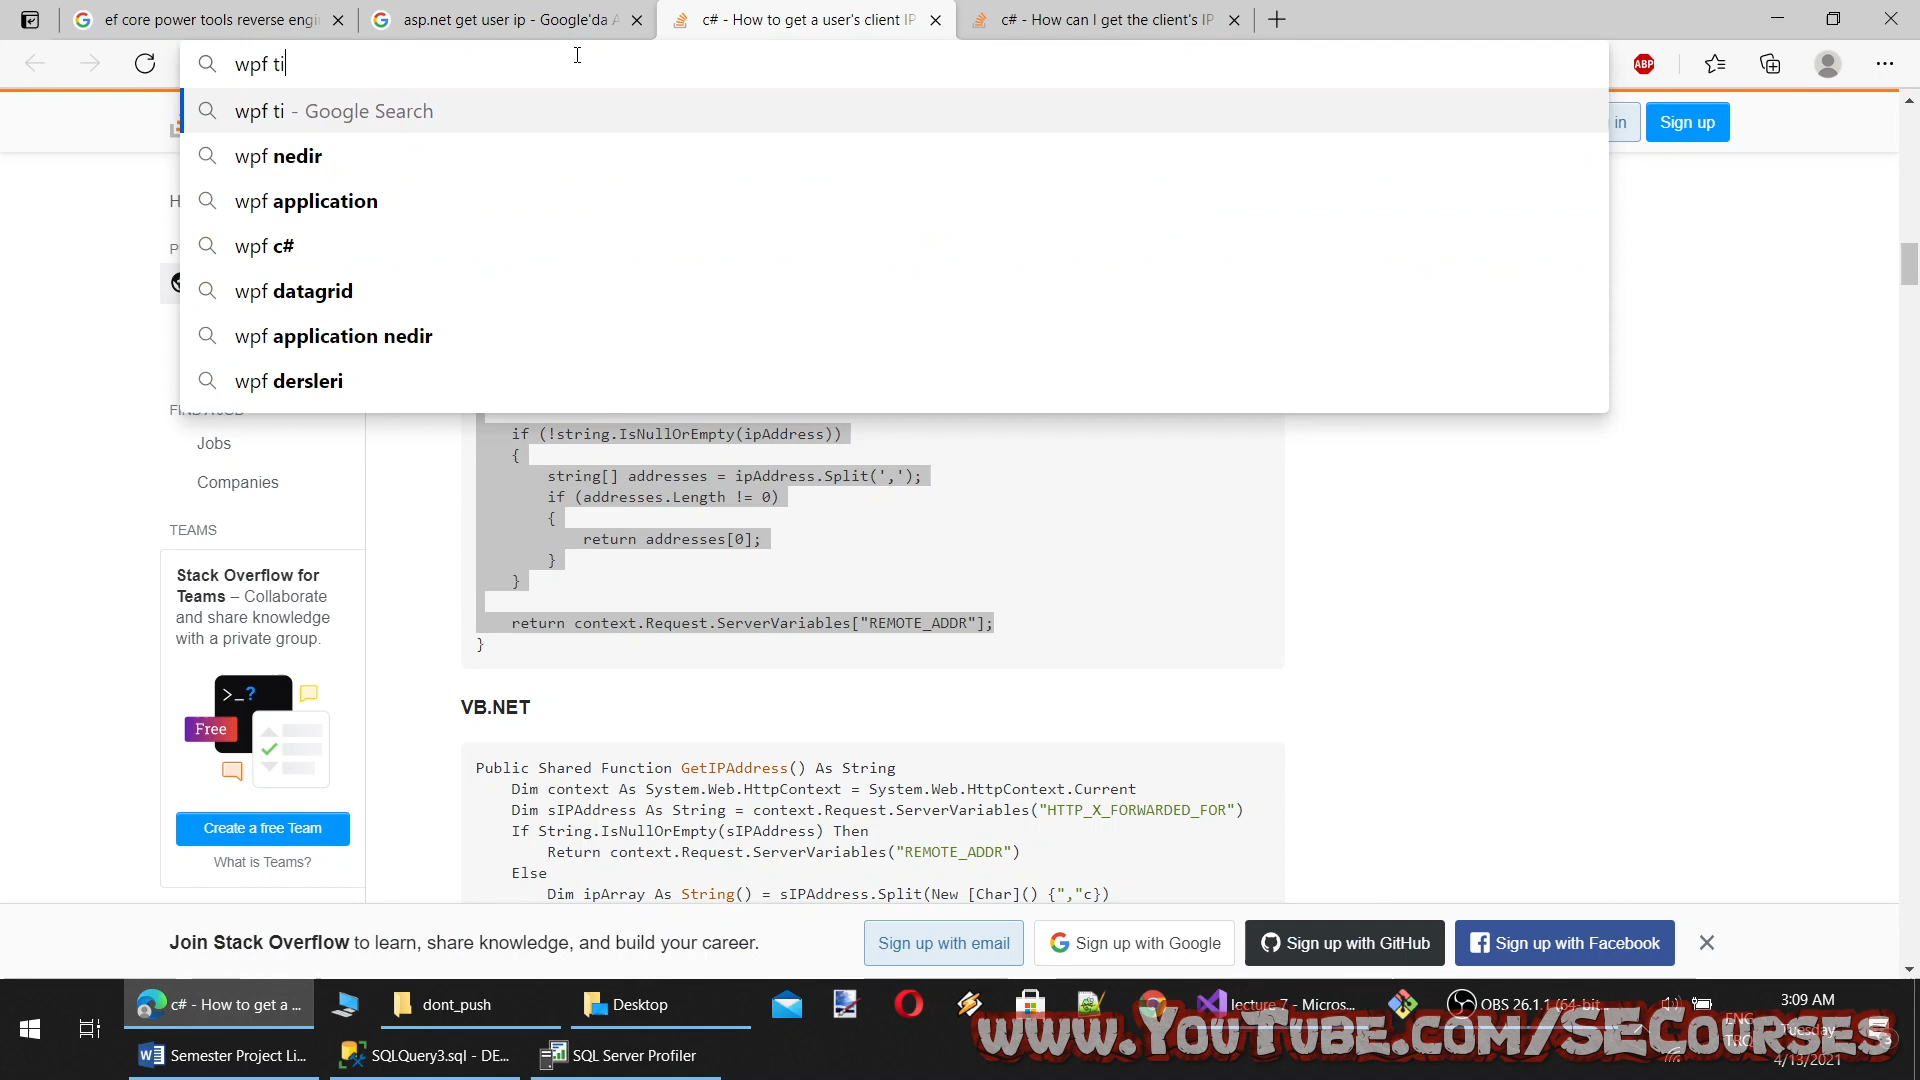 ef core power tools reverse engi
asp.net get user ip - Google'da A
c# - How to get a user's client IP
c# - How can I get the client's IP
wpf ti
ABP
wpf ti - Google Search
wpf nedir
wpf application
wpf c#
wpf datagrid
wpf application nedir
wpf dersleri
in
Sign up
Jobs
Companies
TEAMS
Stack Overflow for
Teams – Collaborate
and share knowledge
with a private group.
>_?
Free
Create a free Team
What is Teams?
if (!string.IsNullOrEmpty(ipAddress))
{
string[] addresses = ipAddress.Split(',');
if (addresses.Length != 0)
{
return addresses[0];
}
}
return context.Request.ServerVariables["REMOTE_ADDR"];
}
VB.NET
Public Shared Function GetIPAddress() As String
Dim context As System.Web.HttpContext = System.Web.HttpContext.Current
Dim sIPAddress As String = context.Request.ServerVariables("HTTP_X_FORWARDED_FOR")
If String.IsNullOrEmpty(sIPAddress) Then
Return context.Request.ServerVariables("REMOTE_ADDR")
Else
Dim ipArray As String() = sIPAddress.Split(New [Char]() {","c})
Join Stack Overflow to learn, share knowledge, and build your career.
Sign up with email
Sign up with Google
Sign up with GitHub
Sign up with Facebook
c# - How to get a ...
dont_push
Desktop
lecture 7 - Micros...
OBS 26.1.1 (64-bit...
3:09 AM
Semester Project Li...
SQLQuery3.sql - DE...
SQL Server Profiler
ENG
TRQ
Tuesday
4/13/2021
www.YouTube.com/SECourses